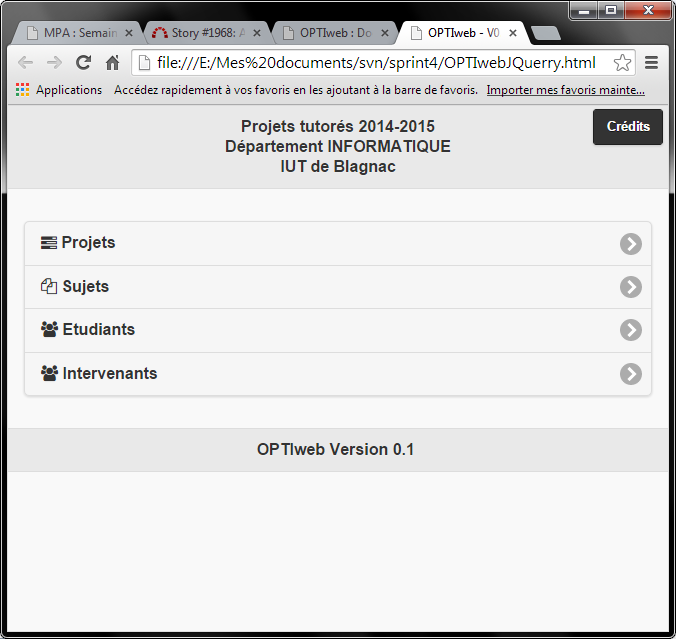 MPA : Semain
Story #1968: A
OPTIweb : Do
OPTIweb - V0
file:///E:/Mes%20documents/svn/sprint4/OPTIwebJQuerry.html
Applications Accédez rapidement à vos favoris en les ajoutant à la barre de favoris. Importer mes favoris mainte...
Projets tutorés 2014-2015
Crédits
Département INFORMATIQUE
IUT de Blagnac
Projets
Sujets
Etudiants
Intervenants
OPTIweb Version 0.1